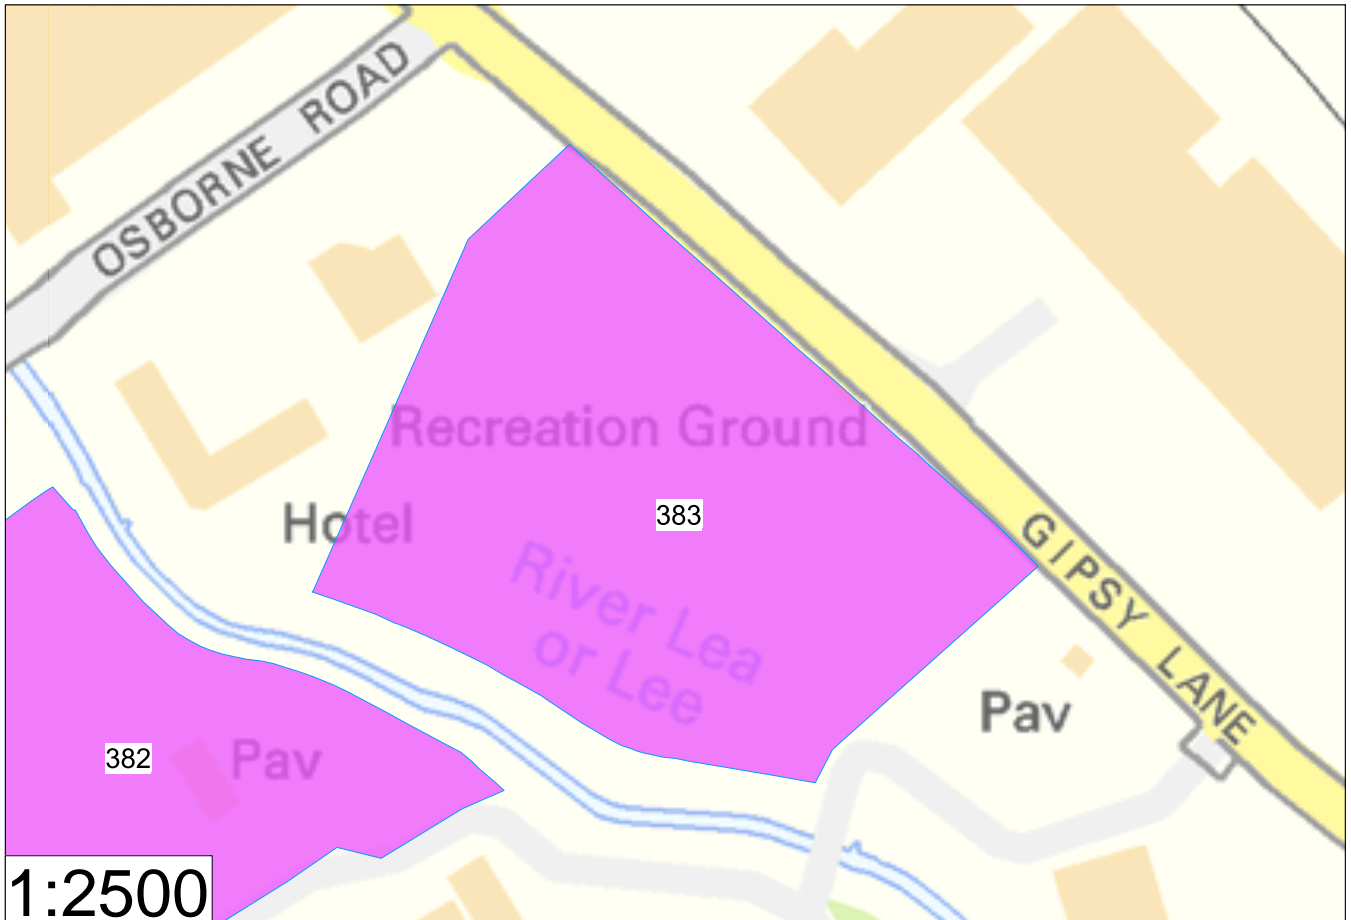 OSBORNE ROAD
Recreation Ground
Hotel
383
River Lea
or Lee
GIPSY LANE
Pav
Pav
382
1:2500